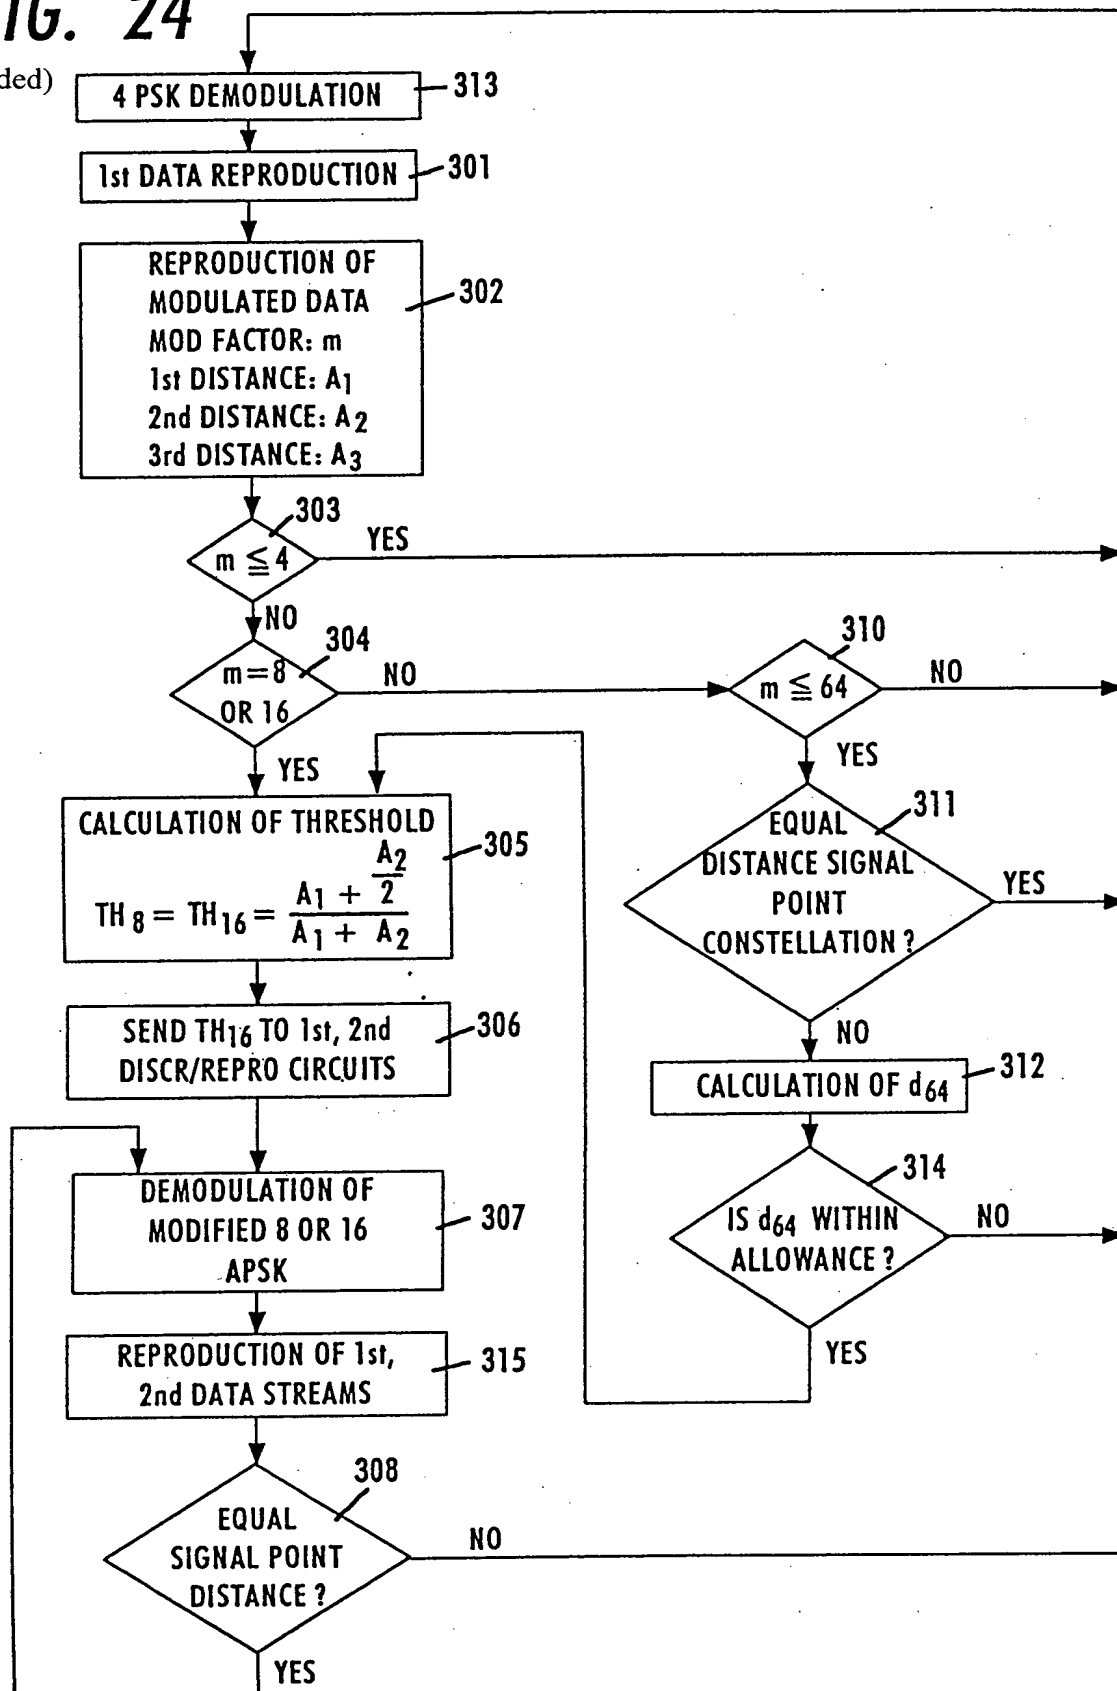 IG. 24
ded)
4 PSK DEMODULATION
313
1st DATA REPRODUCTION
301
REPRODUCTION OF
MODULATED DATA
MOD FACTOR: m
1st DISTANCE: A1
2nd DISTANCE: A2
3rd DISTANCE: A3
302
303
m ≦ 4
YES
NO
304
m=8
OR 16
NO
YES
310
m ≦ 64
NO
YES
CALCULATION OF THRESHOLD
TH8 = TH16 = (A1 + A2/2)/(A1 + A2)
305
311
EQUAL
DISTANCE SIGNAL
POINT
CONSTELLATION ?
YES
NO
SEND TH16 TO 1st, 2nd
DISCR/REPRO CIRCUITS
306
CALCULATION OF d64
312
DEMODULATION OF
MODIFIED 8 OR 16
APSK
307
314
IS d64 WITHIN
ALLOWANCE ?
NO
YES
REPRODUCTION OF 1st,
2nd DATA STREAMS
315
308
EQUAL
SIGNAL POINT
DISTANCE ?
NO
YES